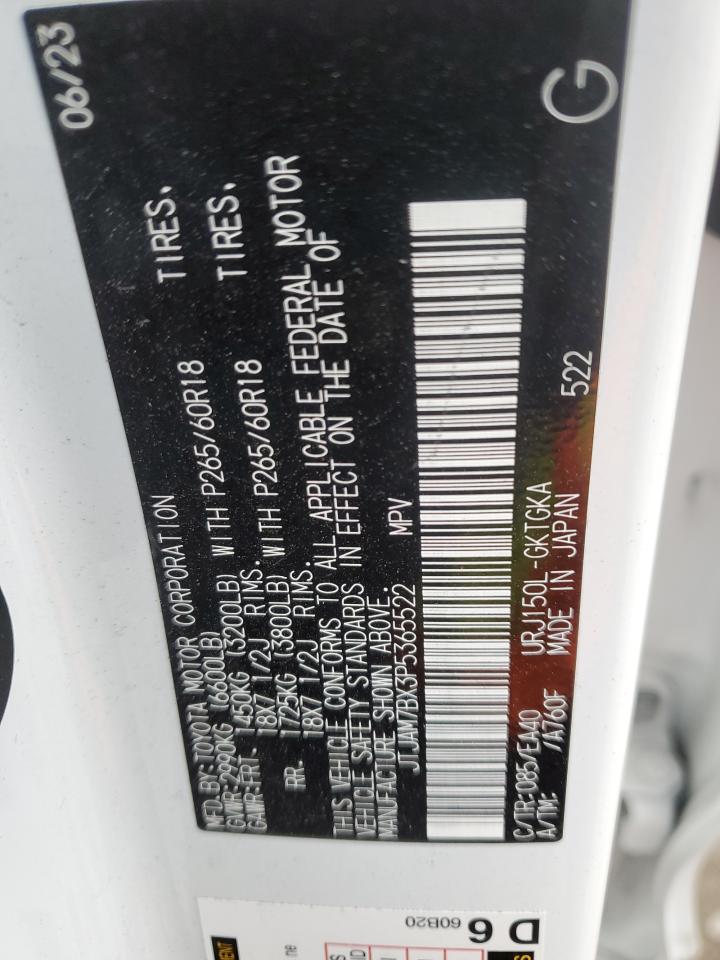 MFD.BY:TOYOTA MOTOR CORPORATION 06/23
GVWR:2990KG (6600LB)
GAWR:FRT. 1450KG (3200LB) WITH P265/60R18 TIRES.
18X7 1/2J RIMS.
RR. 1725KG (3800LB) WITH P265/60R18 TIRES.
18X7 1/2J RIMS.
THIS VEHICLE CONFORMS TO ALL APPLICABLE FEDERAL MOTOR
VEHICLE SAFETY STANDARDS IN EFFECT ON THE DATE OF
MANUFACTURE SHOWN ABOVE.
JTJAM7BX3P5365522 MPV
C/TR:085/EA40 URJ150L-GKTGKA 522
A/TM: /A760F MADE IN JAPAN
G
D6
60B20